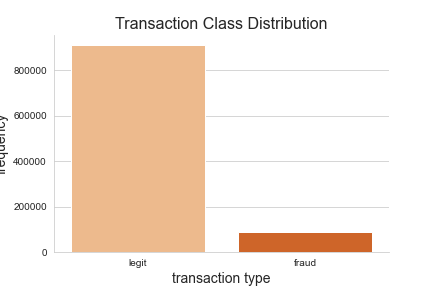 Transaction Class Distribution
frequency
800000
600000
400000
200000
0
legit
fraud
transaction type